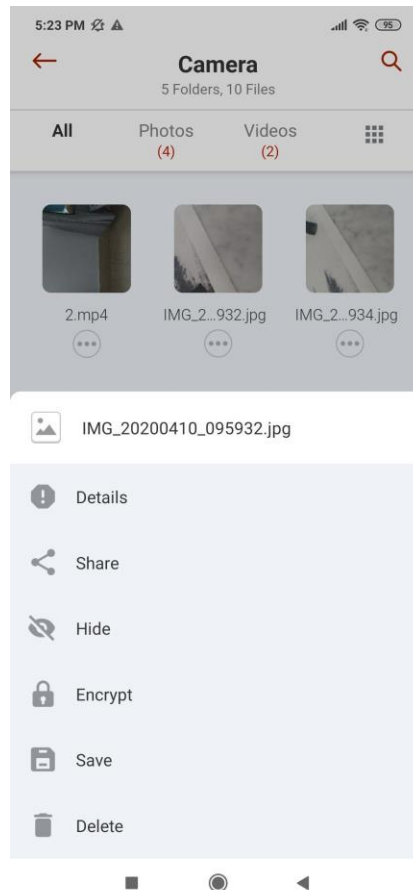 5:23 PM 95
Camera
5 Folders, 10 Files
All Photos Videos
(4) (2)
2.mp4 IMG_2...932.jpg IMG_2...934.jpg
IMG_20200410_095932.jpg
Details
Share
Hide
Encrypt
Save
Delete